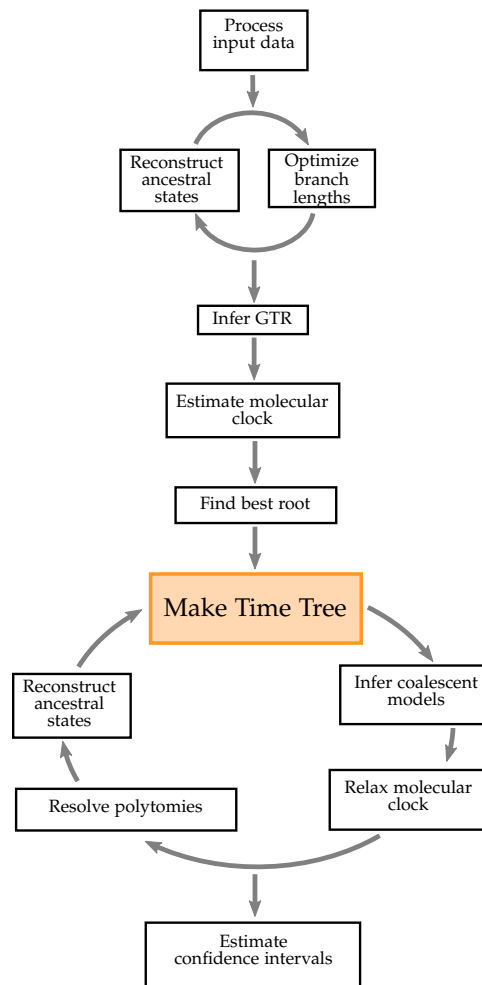 Process
input data
Reconstruct
ancestral
states
Optimize
branch
lengths
Infer GTR
Estimate molecular
clock
Find best root
Make Time Tree
Reconstruct
ancestral
states
Infer coalescent
models
Resolve polytomies
Relax molecular
clock
Estimate
confidence intervals